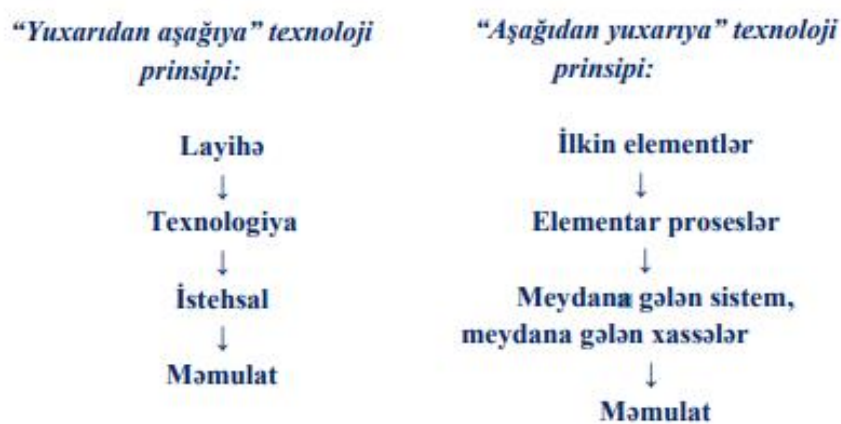 “Yuxarıdan aşağıya” texnoloji
prinsipi:
Layihə
↓
Texnologiya
↓
İstehsal
↓
Məmulat
“Aşağıdan yuxarıya” texnoloji
prinsipi:
İlkin elementlər
↓
Elementar proseslər
↓
Meydana gələn sistem,
meydana gələn xassələr
↓
Məmulat